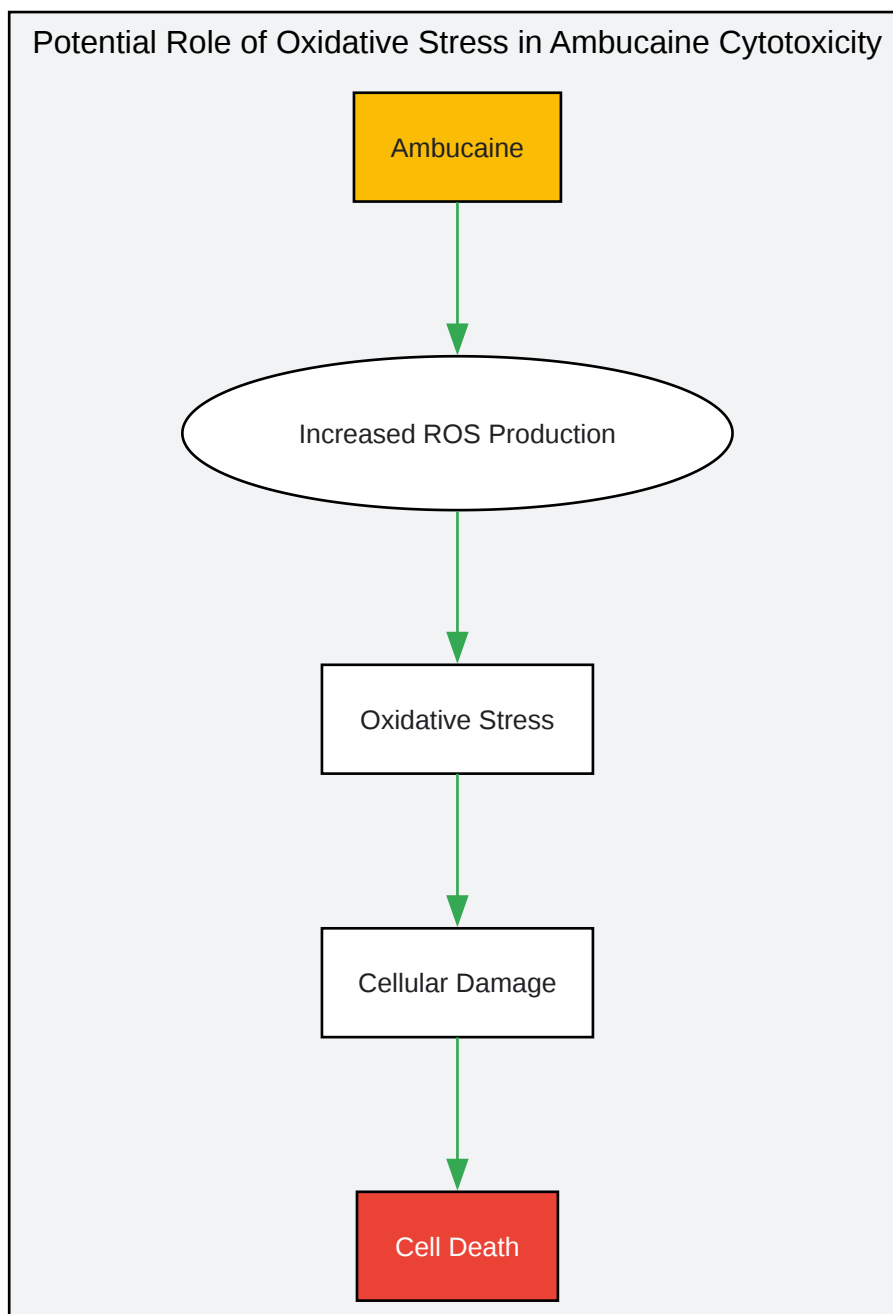 Potential Role of Oxidative Stress in Ambucaine Cytotoxicity
Ambucaine
Increased ROS Production
Oxidative Stress
Cellular Damage
Cell Death